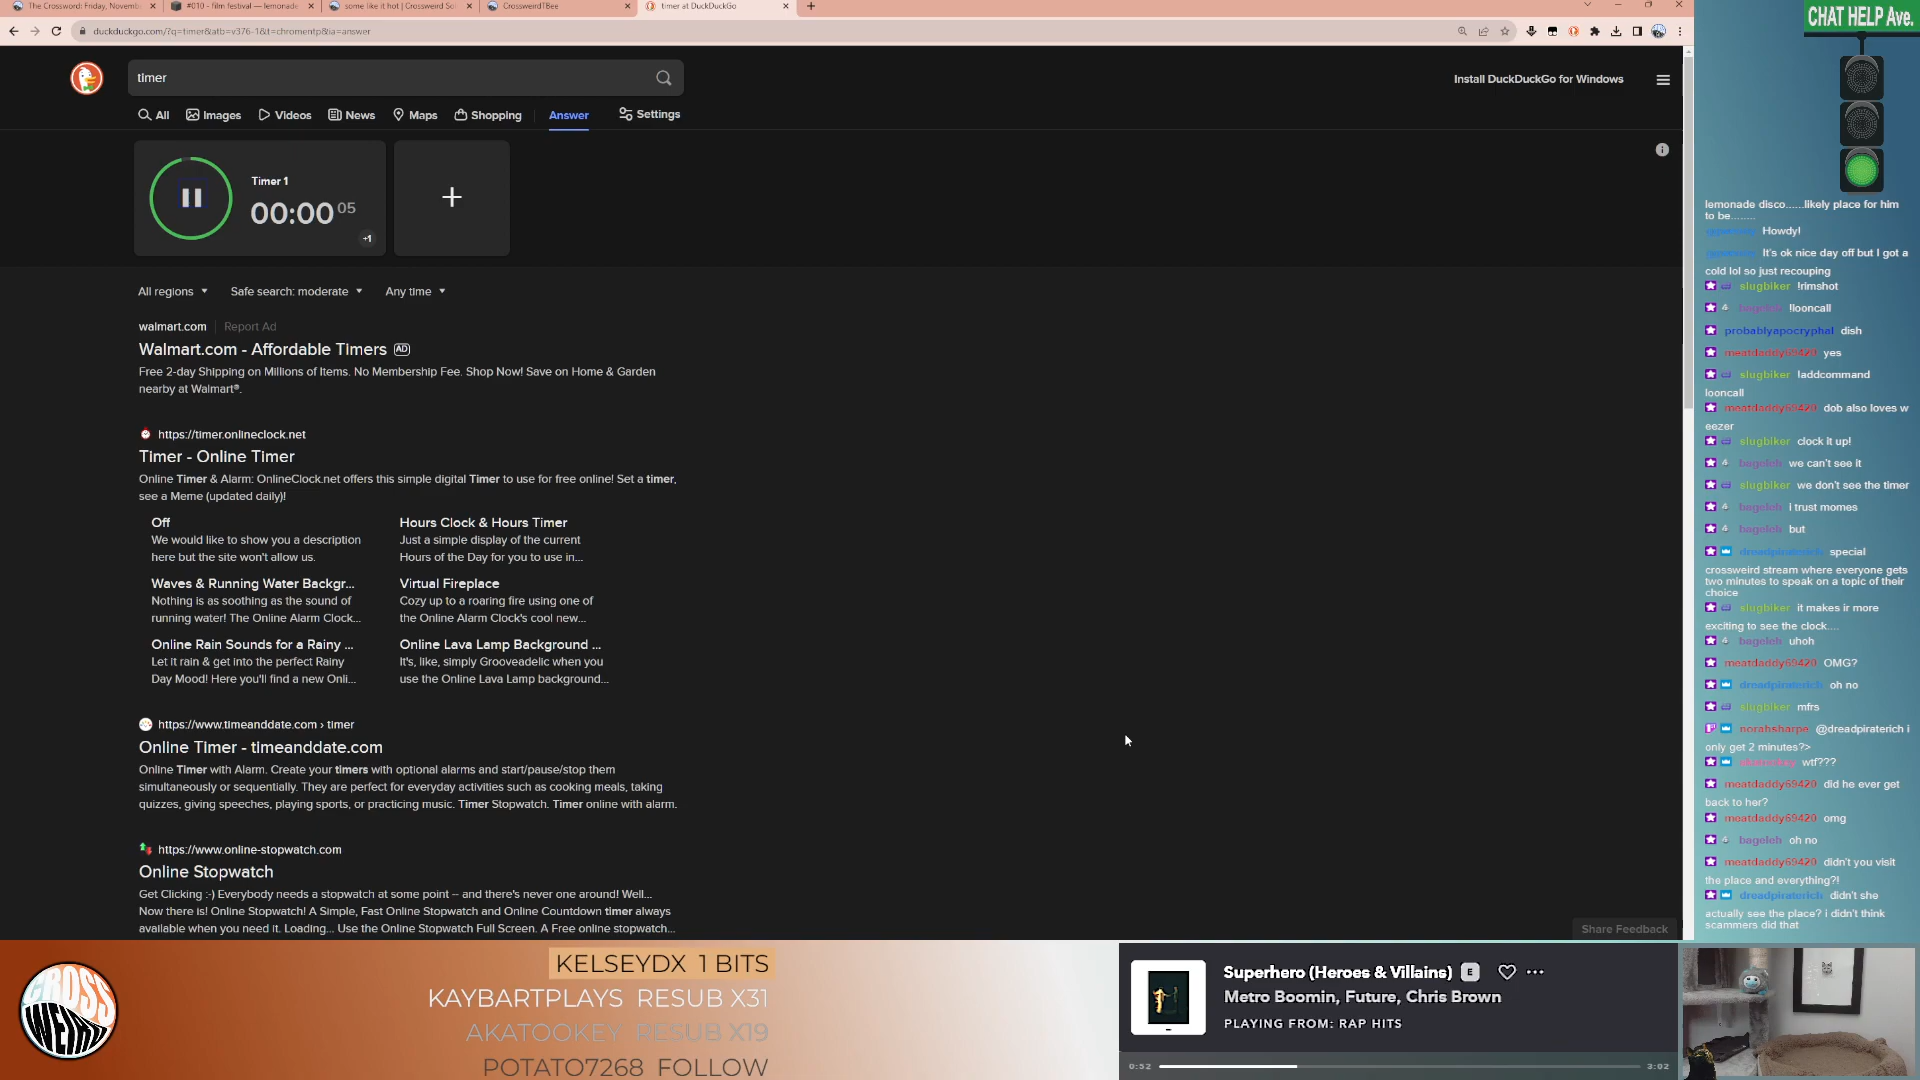 The Crossword: Friday, Novemb
#010 - film festival — lemonade
some like it hot | Crossweird So
CrossweirdTBee
timer at DuckDuckGo
duckduckgo.com/?q=timer&atb=v376-1&t=chromentp&ia=answer
timer
Install DuckDuckGo for Windows
All
Images
Videos
News
Maps
Shopping
Answer
Settings
Timer 1
00:00 05
+1
All regions
Safe search: moderate
Any time
walmart.com
Report Ad
Walmart.com - Affordable Timers AD
Free 2-day Shipping on Millions of Items. No Membership Fee. Shop Now! Save on Home & Garden
nearby at Walmart®.
https://timer.onlineclock.net
Timer - Online Timer
Online Timer & Alarm: OnlineClock.net offers this simple digital Timer to use for free online! Set a timer,
see a Meme (updated daily)!
Off
We would like to show you a description
here but the site won't allow us.
Hours Clock & Hours Timer
Just a simple display of the current
Hours of the Day for you to use in...
Waves & Running Water Backgr...
Nothing is as soothing as the sound of
running water! The Online Alarm Clock...
Virtual Fireplace
Cozy up to a roaring fire using one of
the Online Alarm Clock's cool new...
Online Rain Sounds for a Rainy ...
Let it rain & get into the perfect Rainy
Day Mood! Here you'll find a new Onli...
Online Lava Lamp Background ...
It's, like, simply Grooveadelic when you
use the Online Lava Lamp background...
https://www.timeanddate.com › timer
Online Timer - timeanddate.com
Online Timer with Alarm. Create your timers with optional alarms and start/pause/stop them
simultaneously or sequentially. They are perfect for everyday activities such as cooking meals, taking
quizzes, giving speeches, playing sports, or practicing music. Timer Stopwatch. Timer online with alarm.
https://www.online-stopwatch.com
Online Stopwatch
Get Clicking :-) Everybody needs a stopwatch at some point -- and there's never one around! Well...
Now there is! Online Stopwatch! A Simple, Fast Online Stopwatch and Online Countdown timer always
available when you need it. Loading... Use the Online Stopwatch Full Screen. A Free online stopwatch...
Share Feedback
CHAT HELP Ave.
lemonade disco......likely place for him
to be........
Howdy!
It's ok nice day off but I got a
cold lol so just recouping
slugbiker !rimshot
bageleh !looncall
probablyapocryphal dish
meatdaddy69420 yes
slugbiker !addcommand
looncall
meatdaddy69420 dob also loves w
eezer
slugbiker clock it up!
bageleh we can't see it
slugbiker we don't see the timer
bageleh i trust momes
bageleh but
dreadpiraterich special
crossweird stream where everyone gets
two minutes to speak on a topic of their
choice
slugbiker it makes ir more
exciting to see the clock....
bageleh uhoh
meatdaddy69420 OMG?
dreadpiraterich oh no
slugbiker mfrs
norahsharpe @dreadpiraterich i
only get 2 minutes?>
wtf???
meatdaddy69420 did he ever get
back to her?
meatdaddy69420 omg
bageleh oh no
meatdaddy69420 didn't you visit
the place and everything?!
dreadpiraterich didn't she
actually see the place? i didn't think
scammers did that
CROSS
WEIRD
KELSEYDX 1 BITS
KAYBARTPLAYS RESUB X31
AKATOOKEY RESUB X19
POTATO7268 FOLLOW
Superhero (Heroes & Villains) E
Metro Boomin, Future, Chris Brown
PLAYING FROM: RAP HITS
0:52
3:02